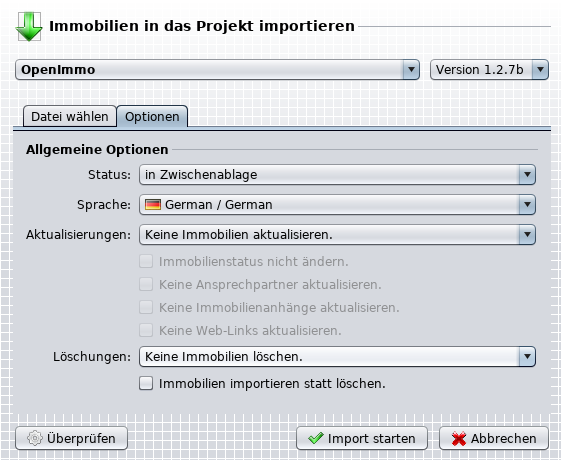 Immobilien in das Projekt importieren
OpenImmo Version 1.2.7b
Datei wählen Optionen
Allgemeine Optionen
Status: in Zwischenablage
Sprache: German / German
Aktualisierungen: Keine Immobilien aktualisieren.
Immobilienstatus nicht ändern.
Keine Ansprechpartner aktualisieren.
Keine Immobilienanhänge aktualisieren.
Keine Web-Links aktualisieren.
Löschungen: Keine Immobilien löschen.
Immobilien importieren statt löschen.
Überprüfen Import starten Abbrechen